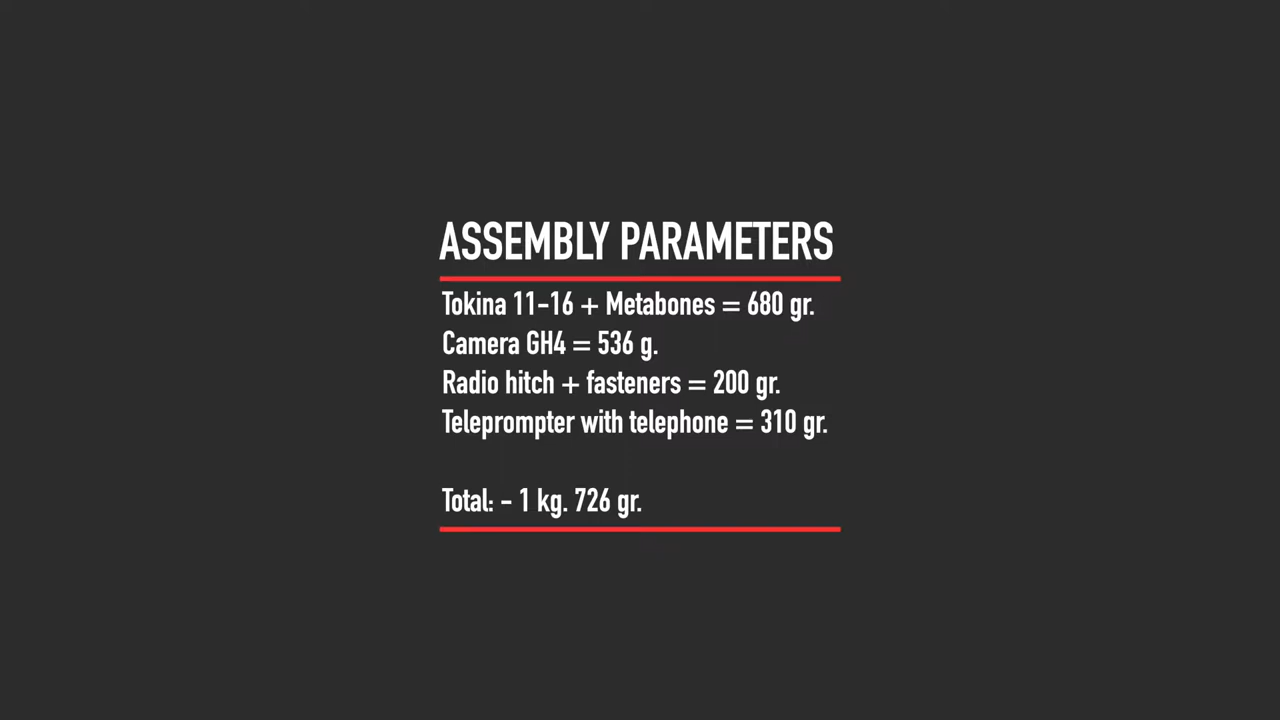 ASSEMBLY PARAMETERS
Tokina 11-16 + Metabones = 680 gr.
Camera GH4 = 536 g.
Radio hitch + fasteners = 200 gr.
Teleprompter with telephone = 310 gr.
Total: - 1 kg. 726 gr.